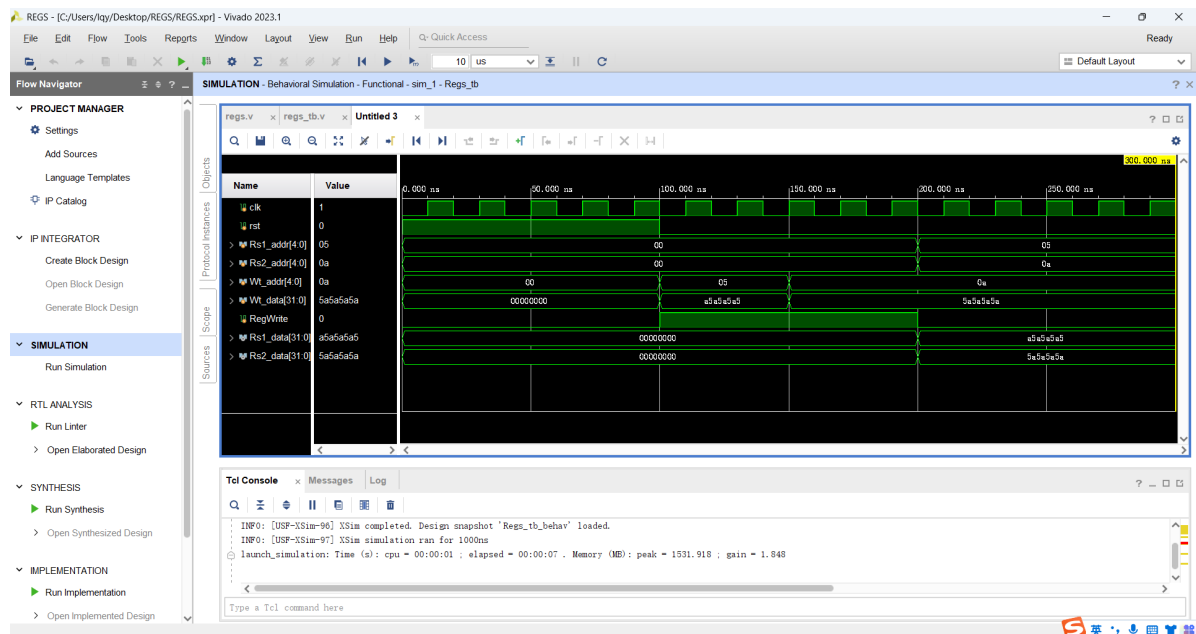 REGS - [C:/Users/lqy/Desktop/REGS/REGS.xpr] - Vivado 2023.1
File Edit Flow Tools Reports Window Layout View Run Help Quick Access Ready
10 us Default Layout
Flow Navigator
SIMULATION - Behavioral Simulation - Functional - sim_1 - Regs_tb
PROJECT MANAGER
Settings
Add Sources
Language Templates
IP Catalog
IP INTEGRATOR
Create Block Design
Open Block Design
Generate Block Design
SIMULATION
Run Simulation
RTL ANALYSIS
Run Linter
Open Elaborated Design
SYNTHESIS
Run Synthesis
Open Synthesized Design
IMPLEMENTATION
Run Implementation
Open Implemented Design
Objects
Protocol Instances
Scope
Sources
regs.v regs_tb.v Untitled 3
300.000 ns
Name Value 0.000 ns 50.000 ns 100.000 ns 150.000 ns 200.000 ns 250.000 ns
clk 1
rst 0
Rs1_addr[4:0] 05 00 05
Rs2_addr[4:0] 0a 00 0a
Wt_addr[4:0] 0a 00 05 0a
Wt_data[31:0] 5a5a5a5a 00000000 a5a5a5a5 5a5a5a5a
RegWrite 0
Rs1_data[31:0] a5a5a5a5 00000000 a5a5a5a5
Rs2_data[31:0] 5a5a5a5a 00000000 5a5a5a5a
Tcl Console Messages Log
INFO: [USF-XSim-96] XSim completed. Design snapshot 'Regs_tb_behav' loaded.
INFO: [USF-XSim-97] XSim simulation ran for 1000ns
launch_simulation: Time (s): cpu = 00:00:01 ; elapsed = 00:00:07 . Memory (MB): peak = 1531.918 ; gain = 1.848
Type a Tcl command here
英